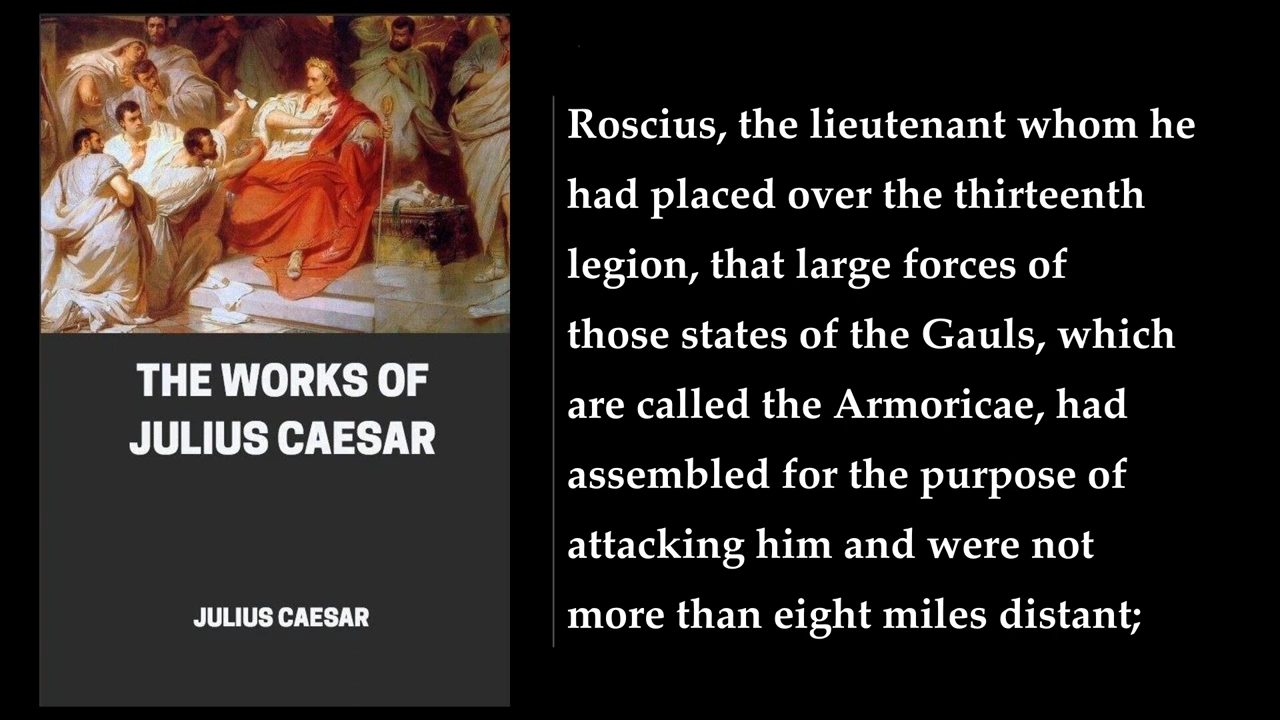 THE WORKS OF
JULIUS CAESAR
JULIUS CAESAR
Roscius, the lieutenant whom he
had placed over the thirteenth
legion, that large forces of
those states of the Gauls, which
are called the Armoricae, had
assembled for the purpose of
attacking him and were not
more than eight miles distant;